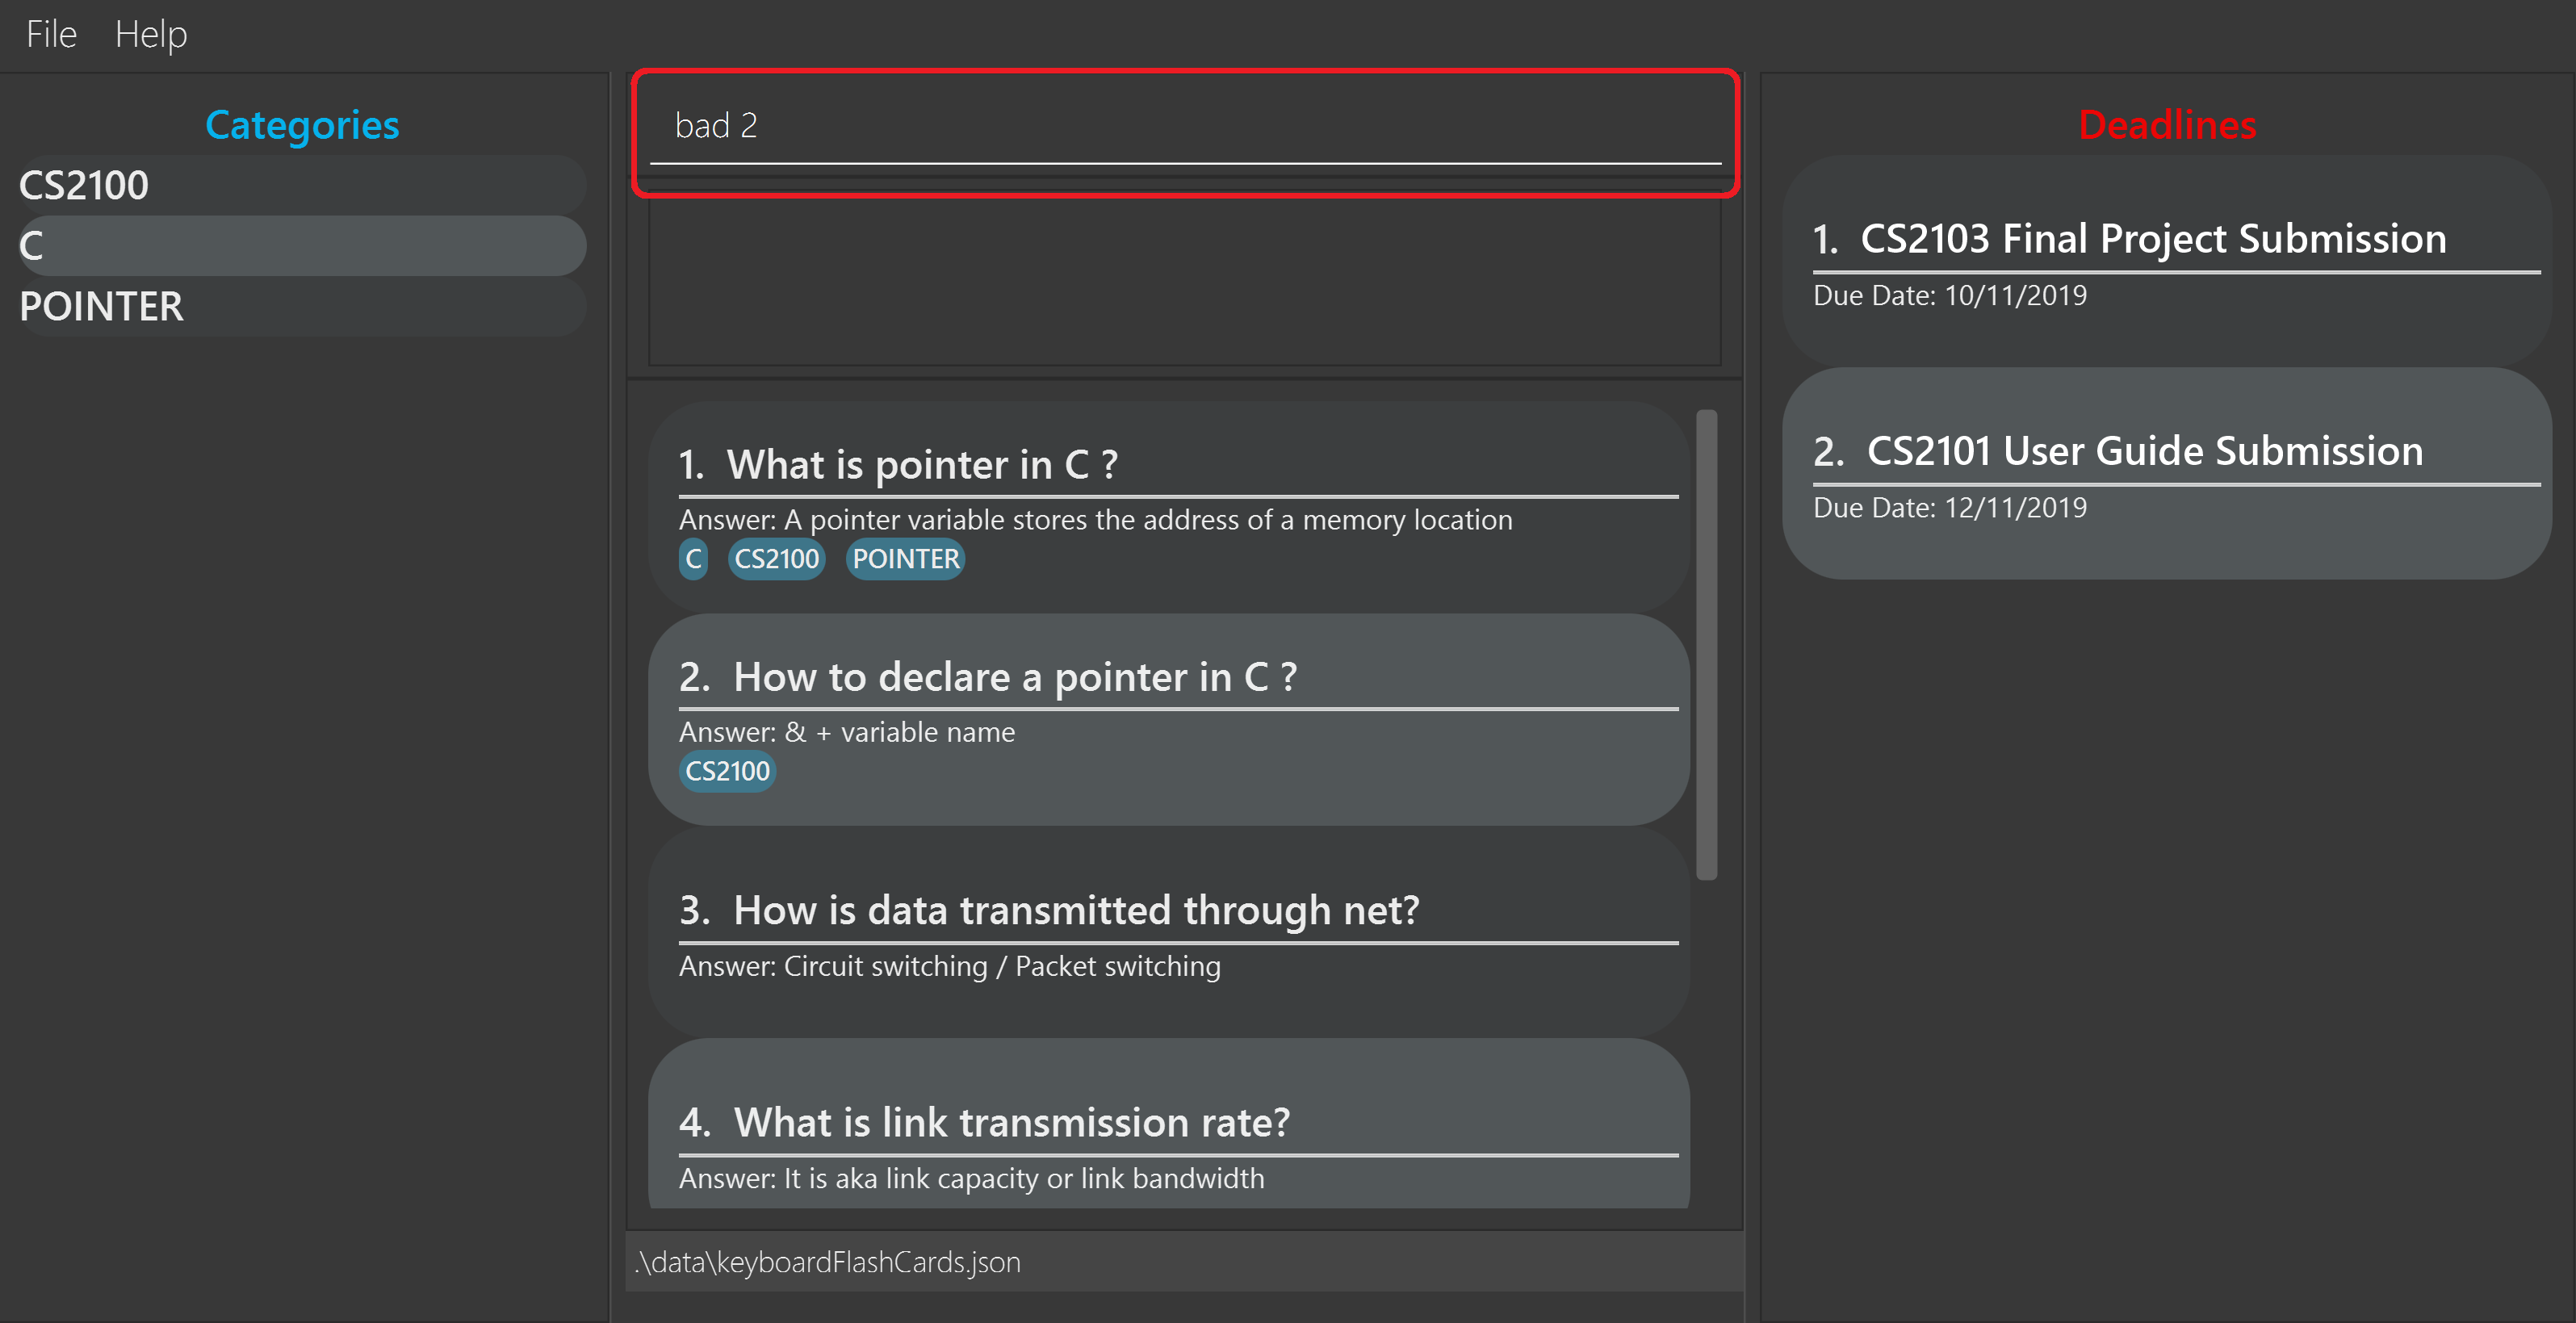 File Help
Categories
CS2100
C
POINTER
bad 2
1. What is pointer in C ?
Answer: A pointer variable stores the address of a memory location
C CS2100 POINTER
2. How to declare a pointer in C ?
Answer: & + variable name
CS2100
3. How is data transmitted through net?
Answer: Circuit switching / Packet switching
4. What is link transmission rate?
Answer: It is aka link capacity or link bandwidth
.\data\keyboardFlashCards.json
Deadlines
1. CS2103 Final Project Submission
Due Date: 10/11/2019
2. CS2101 User Guide Submission
Due Date: 12/11/2019